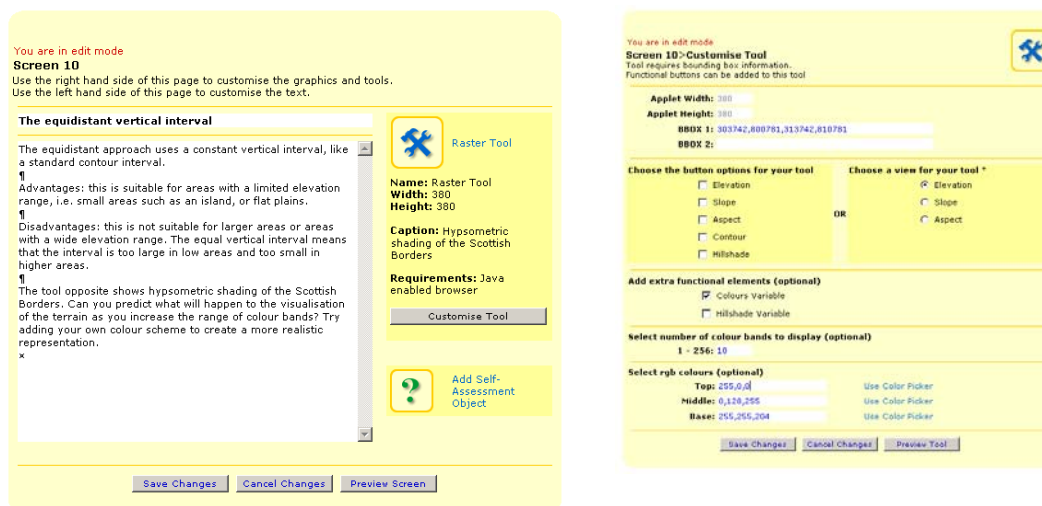 You are in edit mode
Screen 10
Use the right hand side of this page to customise the graphics and tools.
Use the left hand side of this page to customise the text.
The equidistant vertical interval
The equidistant approach uses a constant vertical interval, like
a standard contour interval.
¶
Advantages: this is suitable for areas with a limited elevation
range, i.e. small areas such as an island, or flat plains.
¶
Disadvantages: this is not suitable for larger areas or areas
with a wide elevation range. The equal vertical interval means
that the interval is too large in low areas and too small in
higher areas.
¶
The tool opposite shows hypsometric shading of the Scottish
Borders. Can you predict what will happen to the visualisation
of the terrain as you increase the range of colour bands? Try
adding your own colour scheme to create a more realistic
representation.
×
Raster Tool
Name: Raster Tool
Width: 380
Height: 380
Caption: Hypsometric
shading of the Scottish
Borders
Requirements: Java
enabled browser
Customise Tool
?
Add Self-
Assessment
Object
Save Changes Cancel Changes Preview Screen
You are in edit mode
Screen 10>Customise Tool
Tool requires bounding box information.
Functional buttons can be added to this tool
Applet Width: 380
Applet Height: 380
BBOX 1: 303742,800781,313742,810781
BBOX 2:
Choose the button options for your tool
Elevation
Slope
Aspect
Contour
Hillshade
OR
Choose a view for your tool *
Elevation
Slope
Aspect
Add extra functional elements (optional)
Colours Variable
Hillshade Variable
Select number of colour bands to display (optional)
1 - 256: 10
Select rgb colours (optional)
Top: 255,0,0 Use Color Picker
Middle: 0,128,255 Use Color Picker
Base: 255,255,204 Use Color Picker
Save Changes Cancel Changes Preview Tool